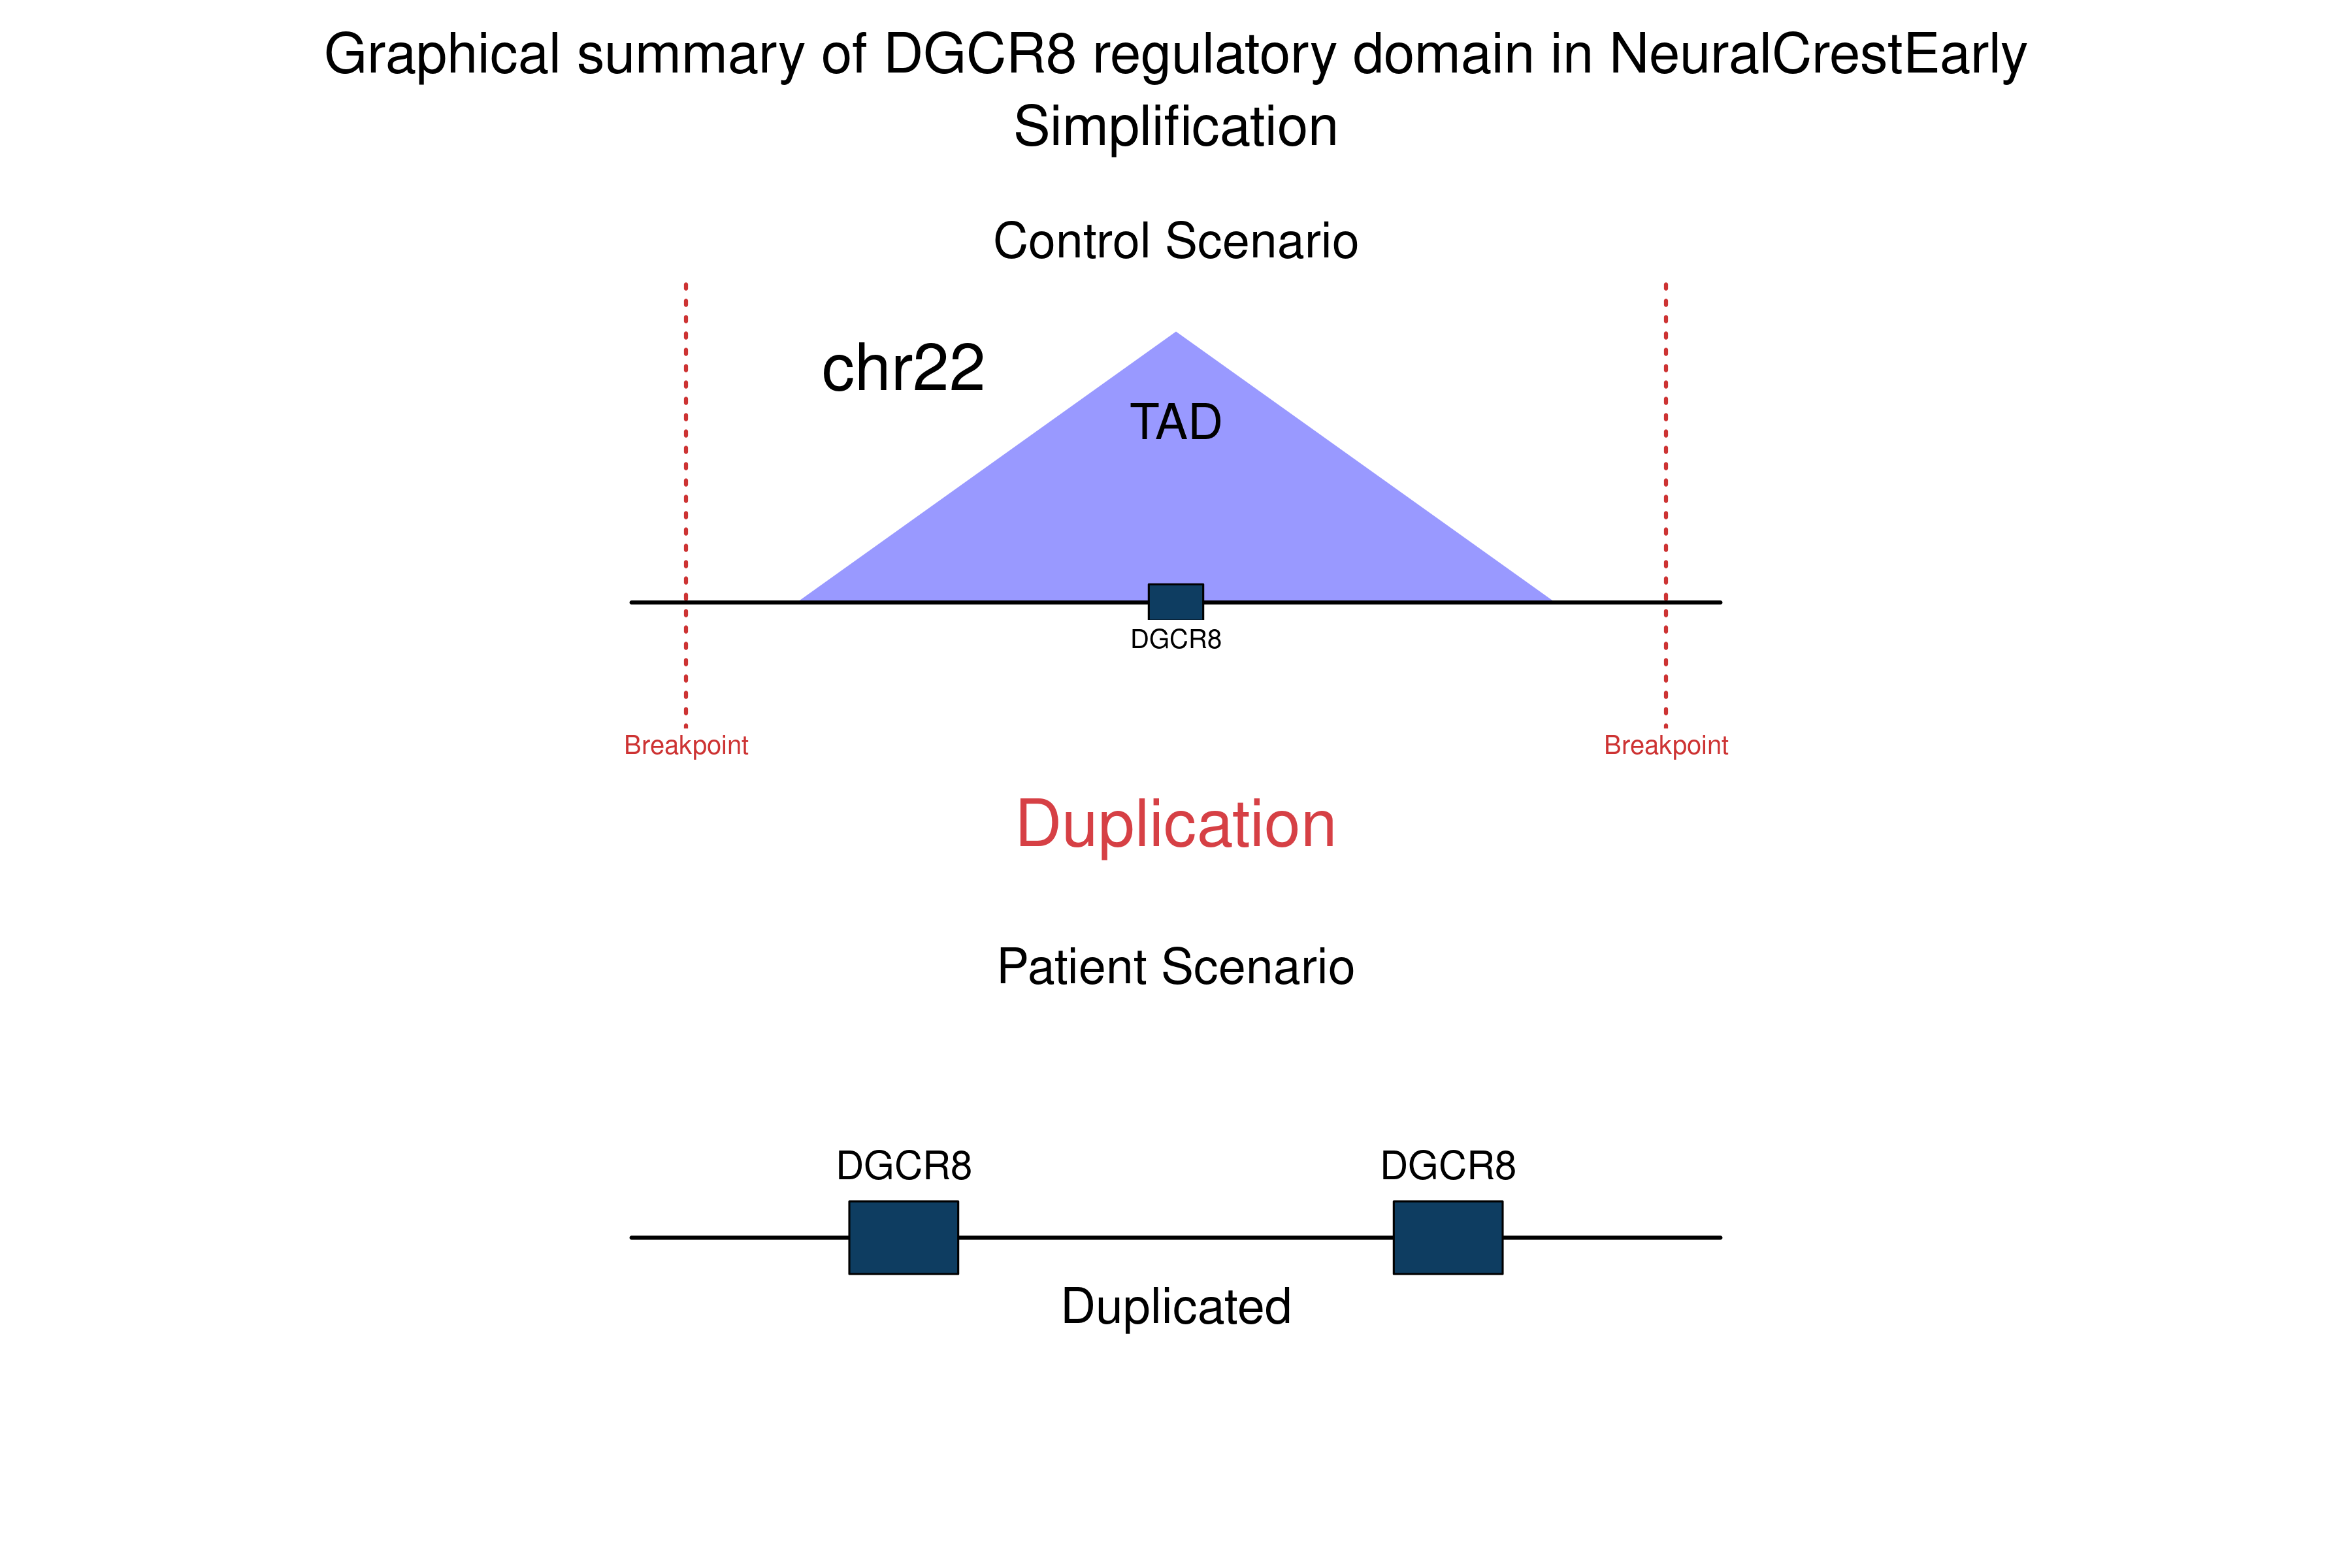 Graphical summary of DGCR8 regulatory domain in NeuralCrestEarly
Simplification
Control Scenario
chr22
TAD
DGCR8
Breakpoint
Breakpoint
Duplication
Patient Scenario
DGCR8
DGCR8
Duplicated